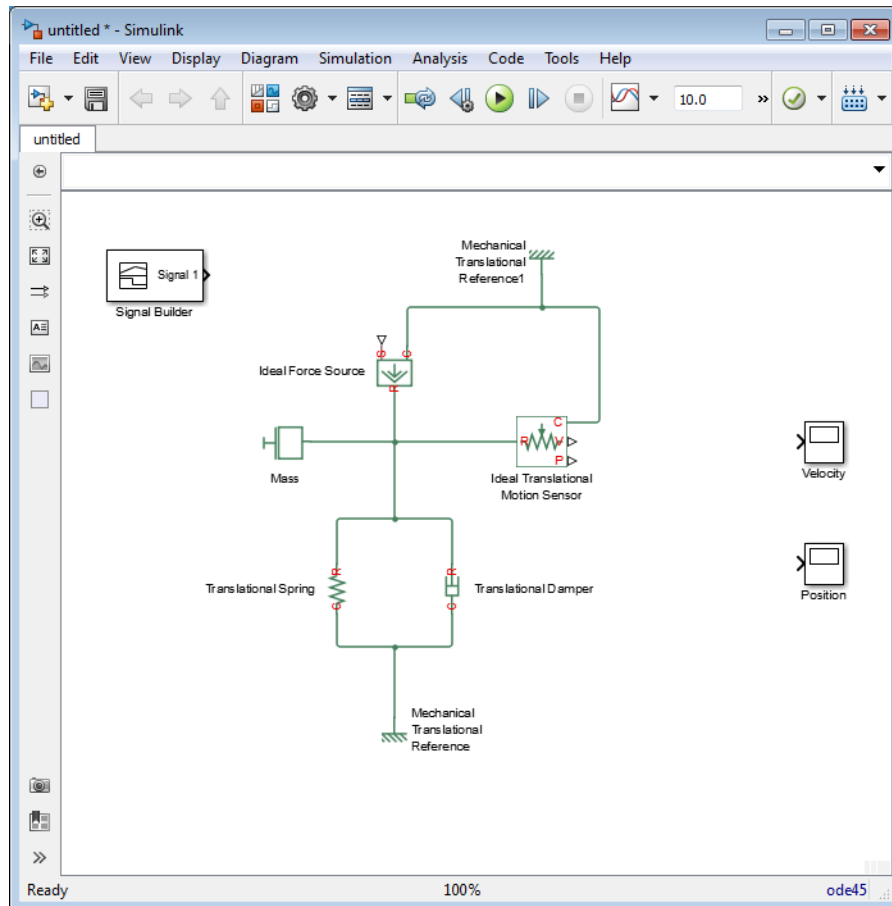 untitled * - Simulink
File Edit View Display Diagram Simulation Analysis Code Tools Help
10.0 »
untitled
Mechanical
Translational
Reference1
Signal 1
Signal Builder
S C
Ideal Force Source
R
C
R V
P
Mass
Ideal Translational
Motion Sensor
Velocity
R R
Translational Spring
Translational Damper
C C
Position
Mechanical
Translational
Reference
Ready 100% ode45